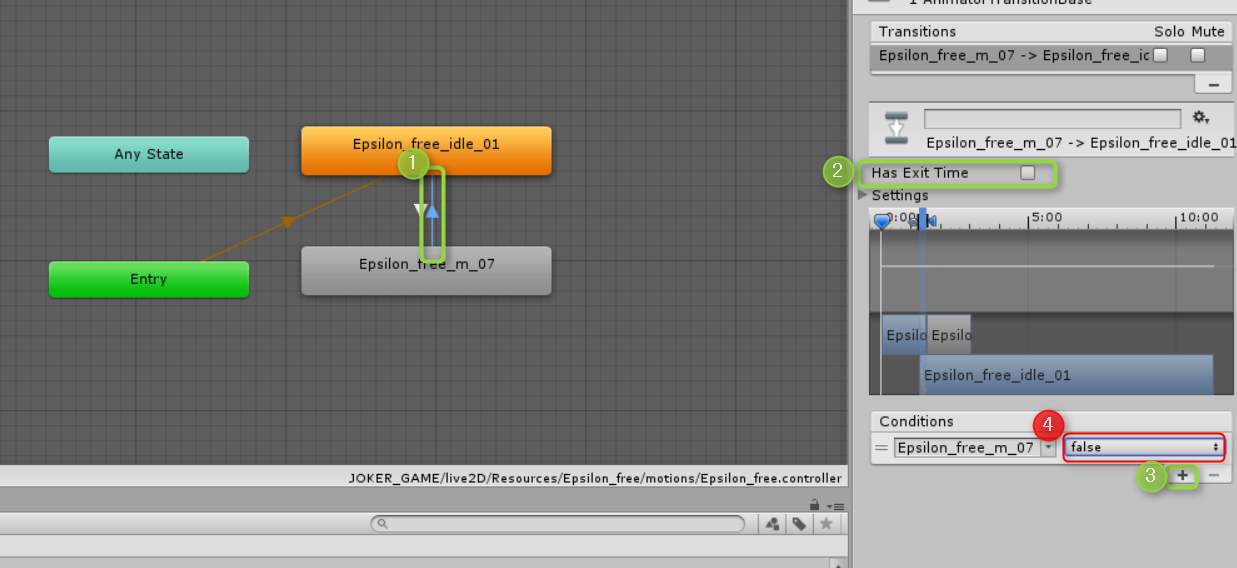 1 AnimatorTransitionBase
Transitions Solo Mute
Epsilon_free_m_07 -> Epsilon_free_ic
Epsilon_free_m_07 -> Epsilon_free_idle_01
2 Has Exit Time
Settings
0:00 5:00 10:00
Epsilo Epsilo
Epsilon_free_idle_01
Conditions
4
Epsilon_free_m_07 false
3 + −
Any State
Epsilon_free_idle_01
1
Entry
Epsilon_free_m_07
JOKER_GAME/live2D/Resources/Epsilon_free/motions/Epsilon_free.controller